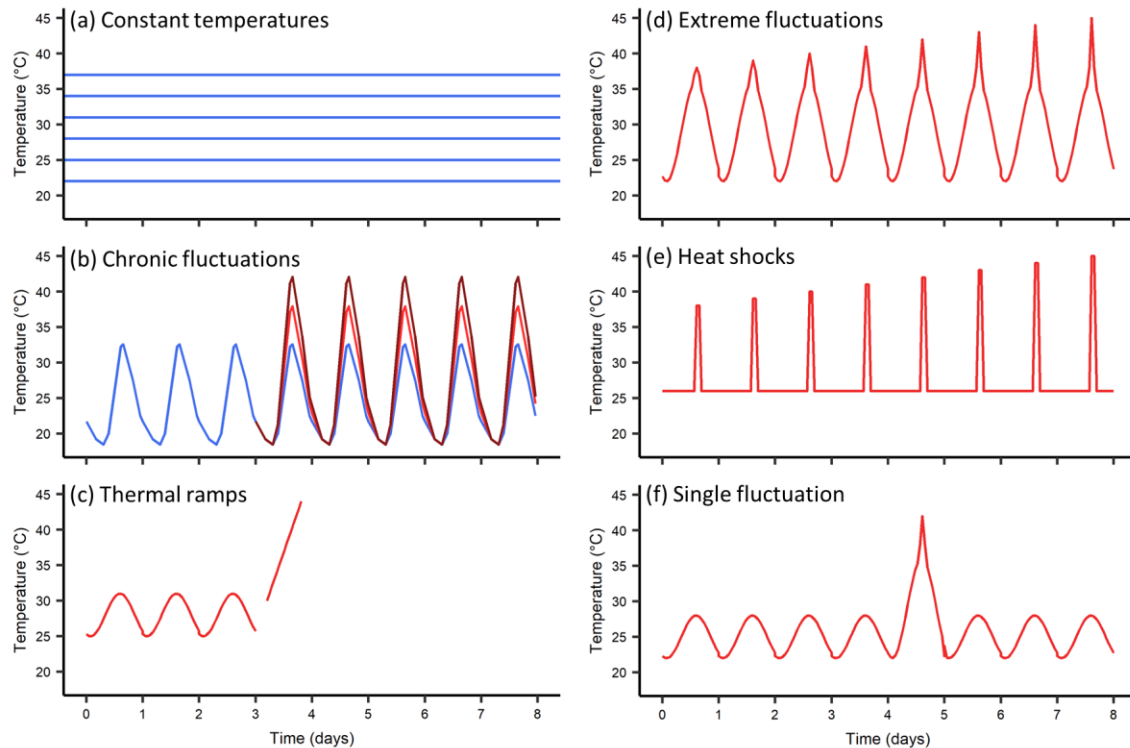 (a) Constant temperatures
Temperature (°C)
45
40
35
30
25
20
(b) Chronic fluctuations
Temperature (°C)
45
40
35
30
25
20
(c) Thermal ramps
Temperature (°C)
45
40
35
30
25
20
0 1 2 3 4 5 6 7 8
Time (days)
(d) Extreme fluctuations
Temperature (°C)
45
40
35
30
25
20
(e) Heat shocks
Temperature (°C)
45
40
35
30
25
20
(f) Single fluctuation
Temperature (°C)
45
40
35
30
25
20
0 1 2 3 4 5 6 7 8
Time (days)